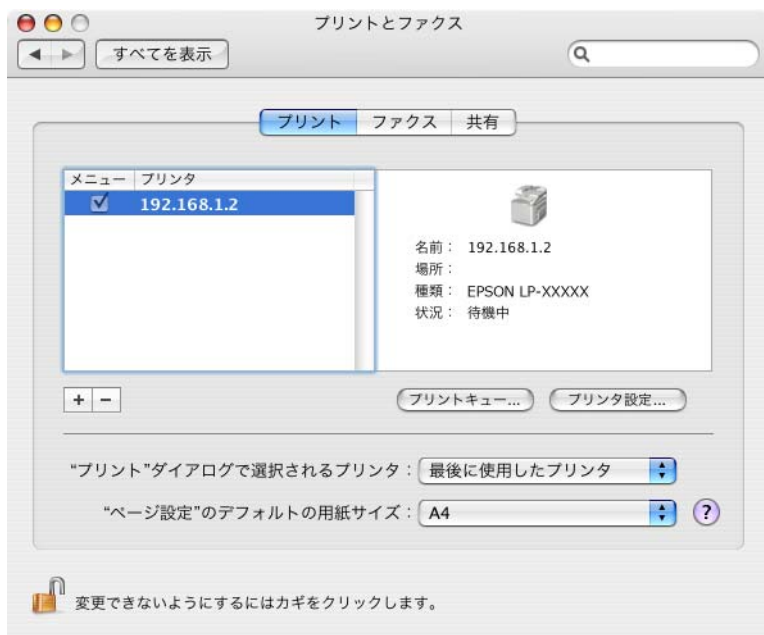 プリントとファクス
すべてを表示
プリント ファクス 共有
メニュー プリンタ
192.168.1.2
名前： 192.168.1.2
場所：
種類： EPSON LP-XXXXX
状況： 待機中
+ −
プリントキュー... プリンタ設定...
“プリント”ダイアログで選択されるプリンタ： 最後に使用したプリンタ
“ページ設定”のデフォルトの用紙サイズ： A4 ?
変更できないようにするにはカギをクリックします。